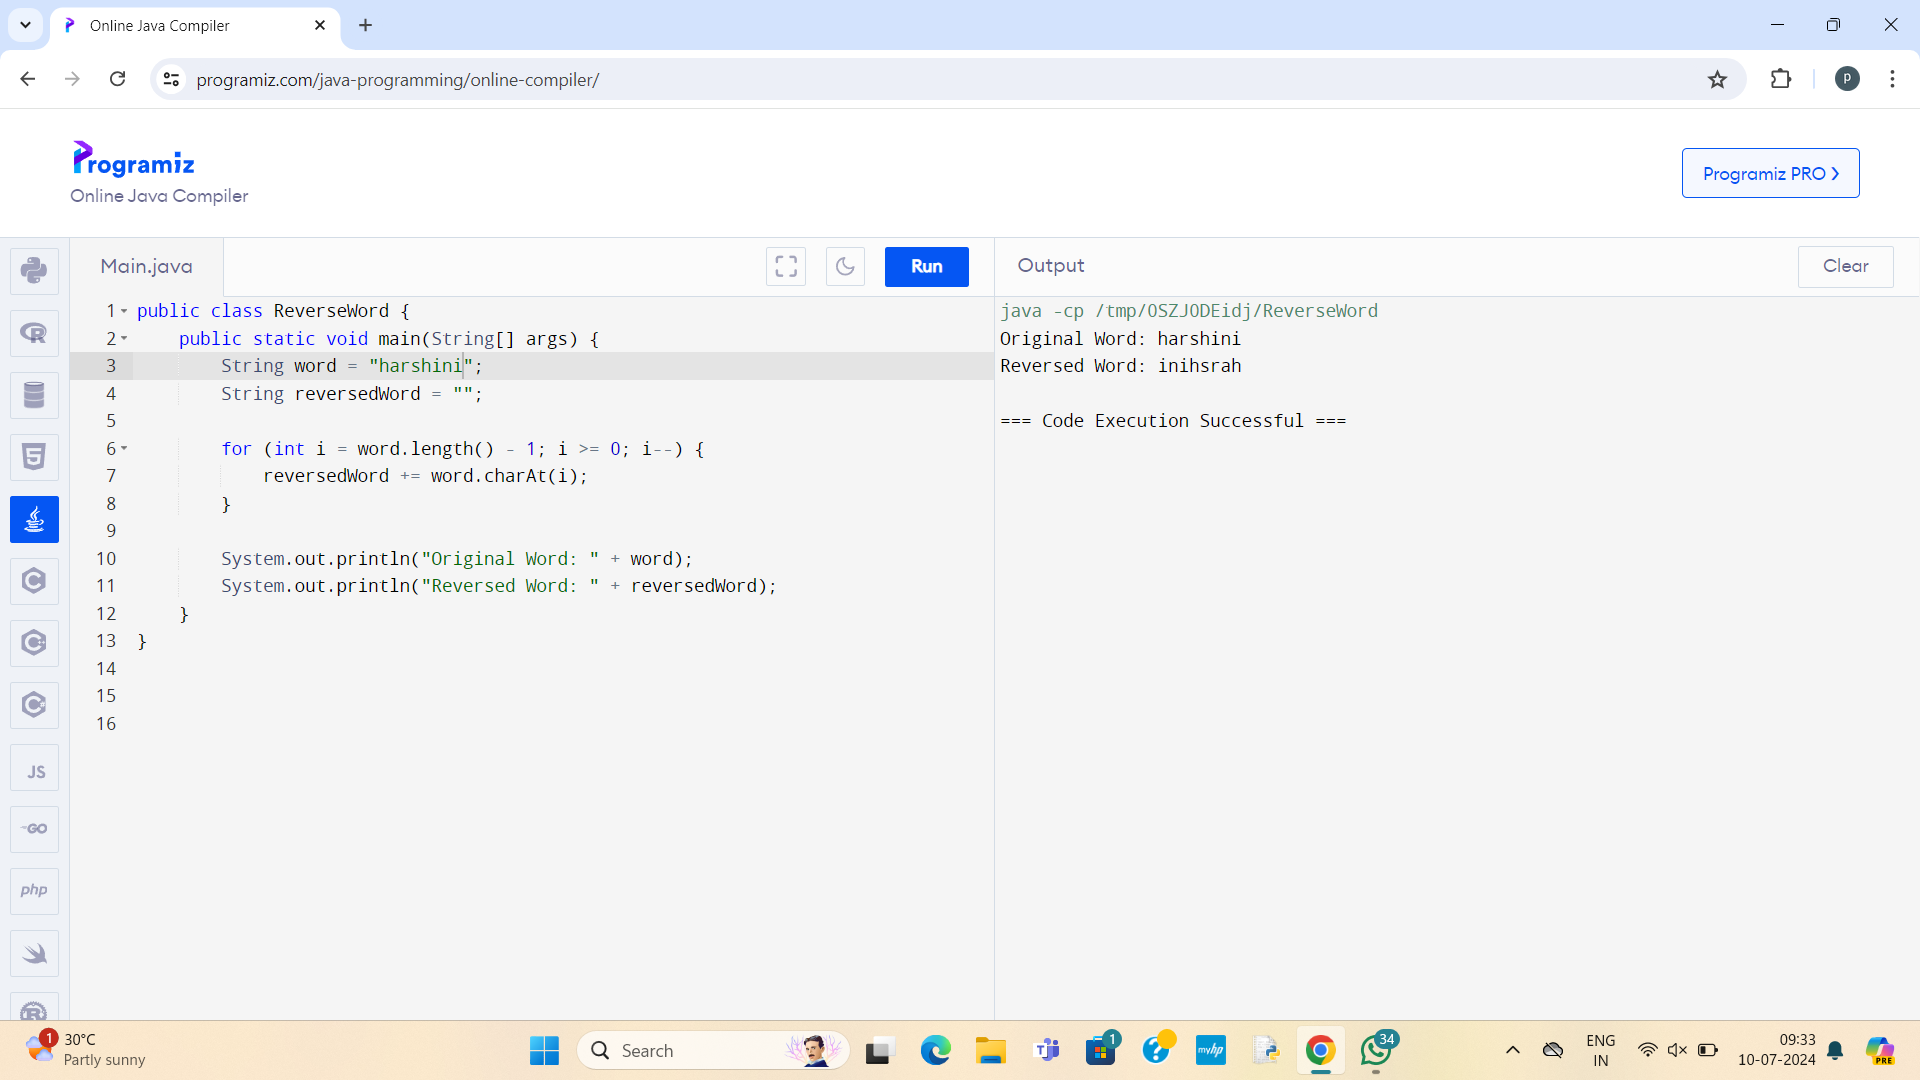 Online Java Compiler
programiz.com/java-programming/online-compiler/
P
Programiz
Online Java Compiler
Programiz PRO
Main.java
Run
Output
Clear
1 public class ReverseWord {
2     public static void main(String[] args) {
3         String word = "harshini";
4         String reversedWord = "";
5
6         for (int i = word.length() - 1; i >= 0; i--) {
7             reversedWord += word.charAt(i);
8         }
9
10         System.out.println("Original Word: " + word);
11         System.out.println("Reversed Word: " + reversedWord);
12     }
13 }
14
15
16
java -cp /tmp/OSZJODEidj/ReverseWord
Original Word: harshini
Reversed Word: inihsrah
=== Code Execution Successful ===
R
5
C
C
C
JS
GO
php
R
1
30°C
Partly sunny
Search
1
?
myhp
34
ENG
IN
09:33
10-07-2024
PRE